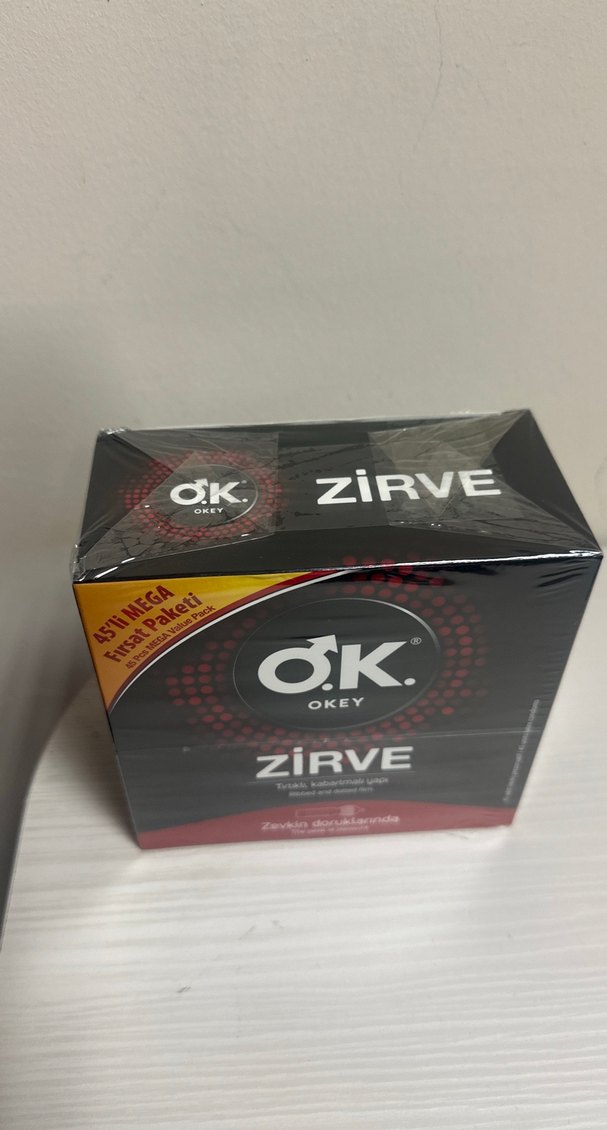 O.K.
OKEY
ZİRVE
45'li MEGA
Fırsat Paketi
45 Pcs MEGA Value Pack
O.K.®
OKEY
ZİRVE
Tırtıklı, kabartmalı yapı
Ribbed and dotted form
Zevkin doruklarında